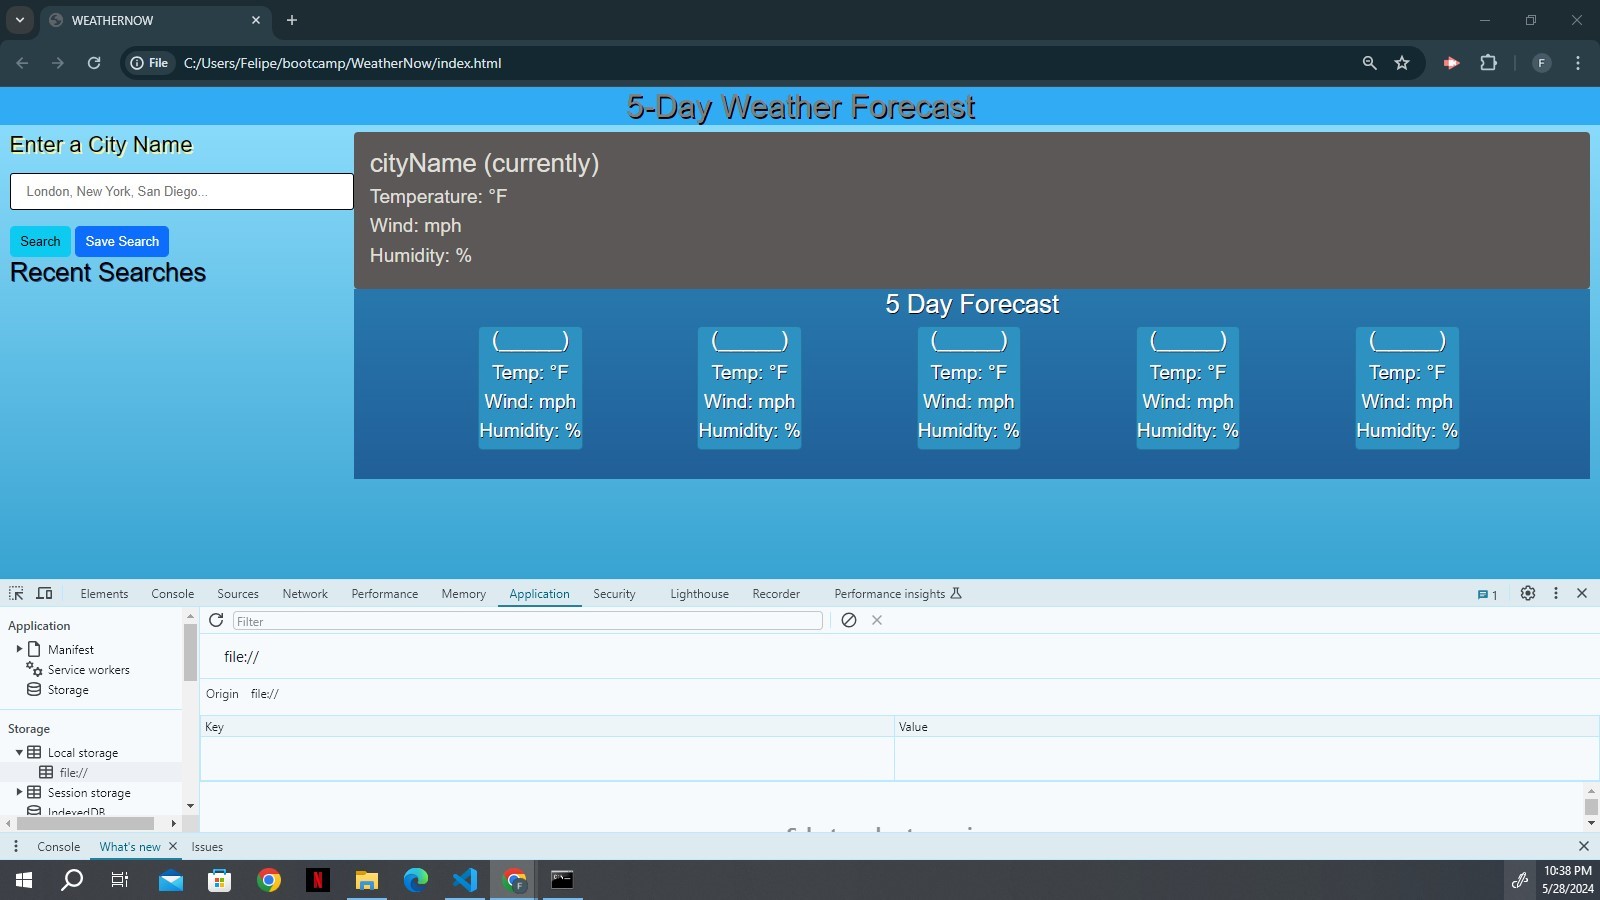 WEATHERNOW
File C:/Users/Felipe/bootcamp/WeatherNow/index.html F
5-Day Weather Forecast
Enter a City Name
London, New York, San Diego...
Search Save Search
Recent Searches
cityName (currently)
Temperature: °F
Wind: mph
Humidity: %
5 Day Forecast
(______) (______) (______) (______) (______)
Temp: °F Temp: °F Temp: °F Temp: °F Temp: °F
Wind: mph Wind: mph Wind: mph Wind: mph Wind: mph
Humidity: % Humidity: % Humidity: % Humidity: % Humidity: %
Elements Console Sources Network Performance Memory Application Security Lighthouse Recorder Performance insights 1
Application
Manifest
Service workers
Storage
Storage
Local storage
file://
Session storage
IndexedDB
Filter
file://
Origin file://
Key Value
Console What's new Issues
N F
10:38 PM
5/28/2024